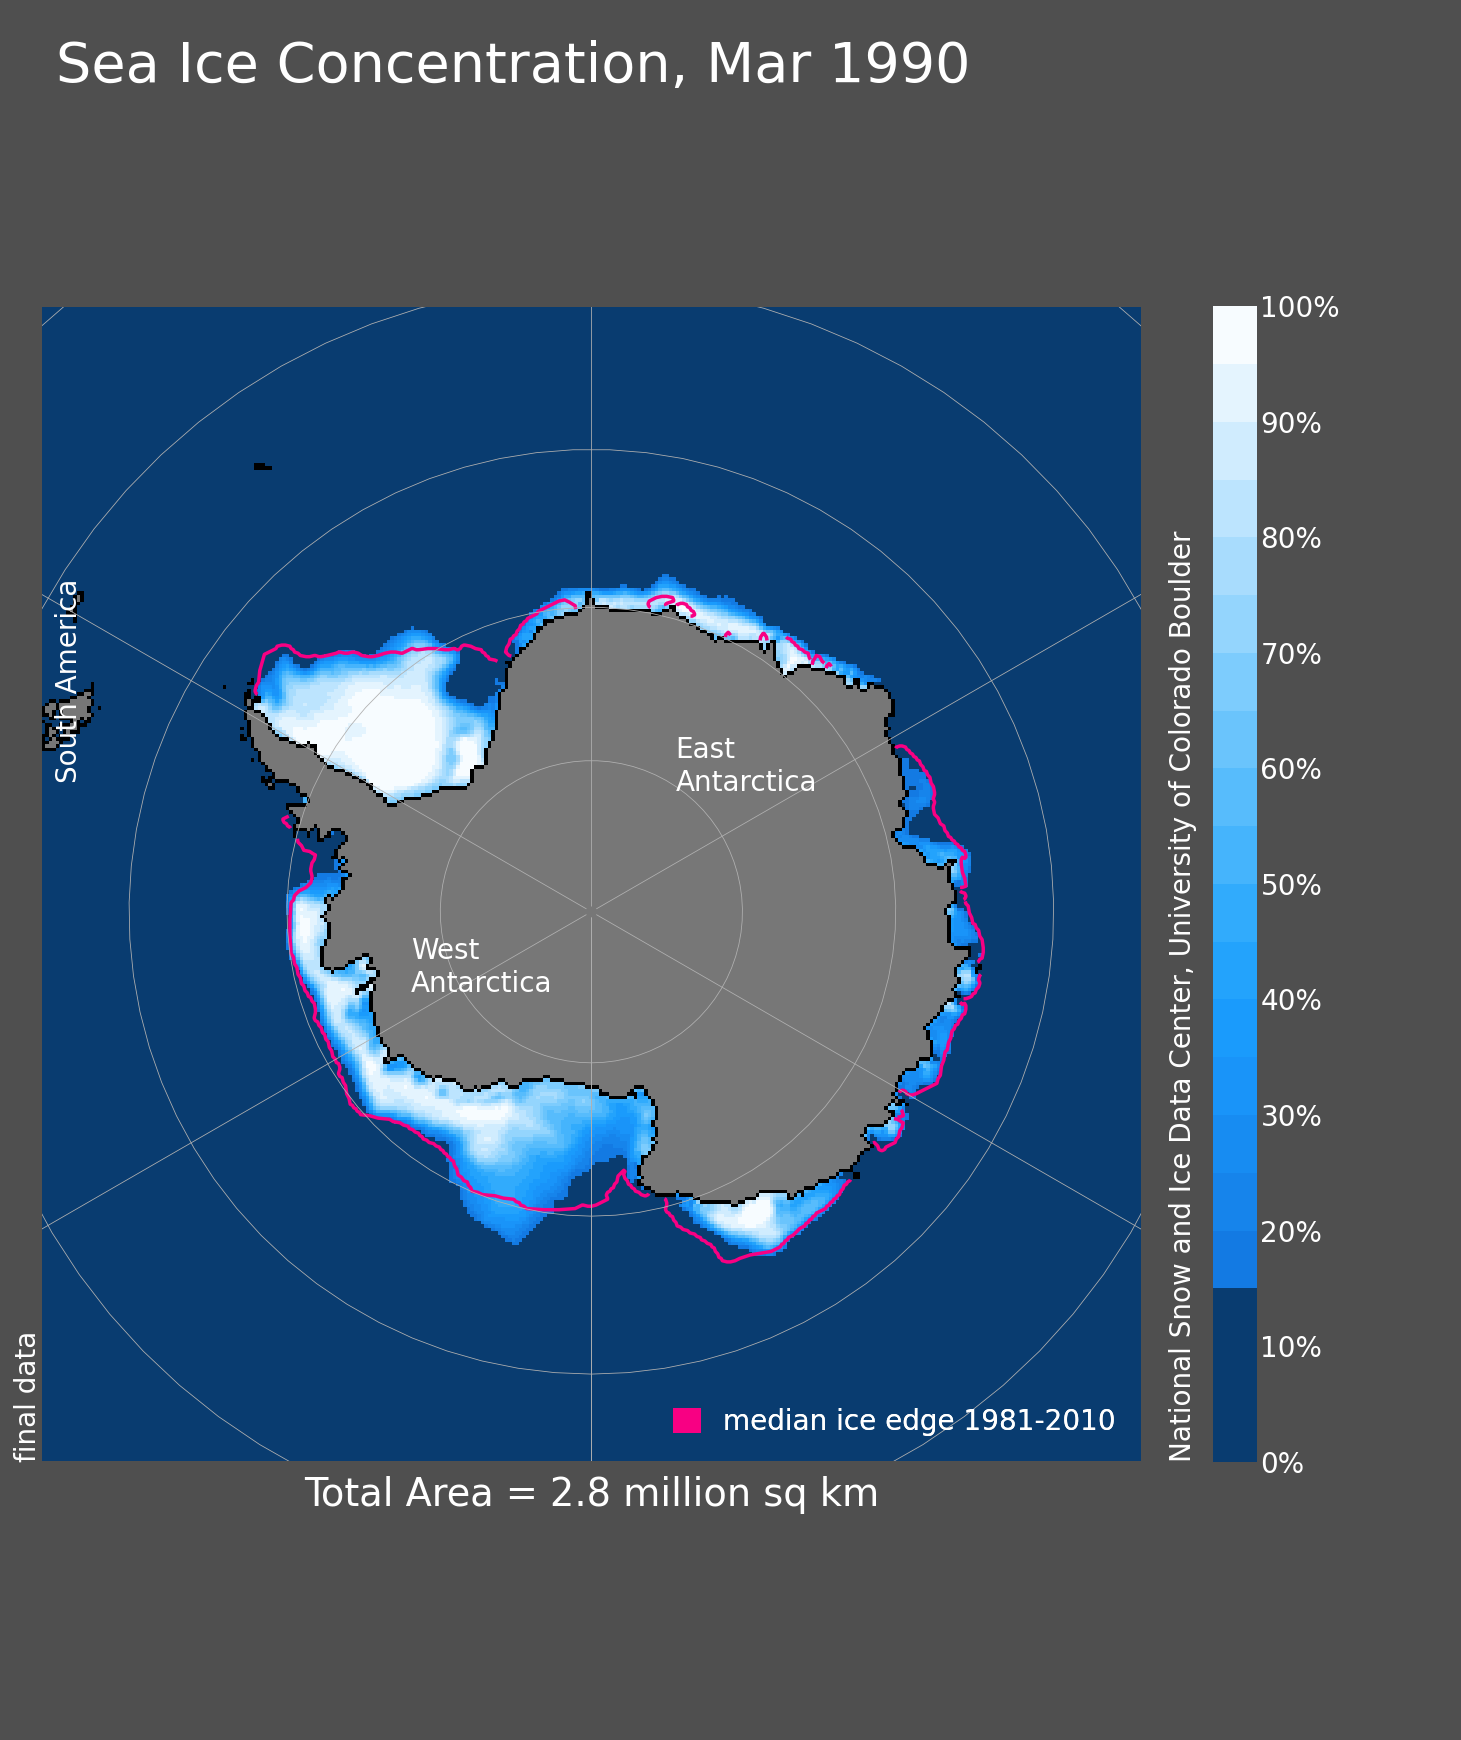 Sea Ice Concentration, Mar 1990
South America
East
Antarctica
West
Antarctica
median ice edge 1981-2010
final data
Total Area = 2.8 million sq km
National Snow and Ice Data Center, University of Colorado Boulder
100%
90%
80%
70%
60%
50%
40%
30%
20%
10%
0%